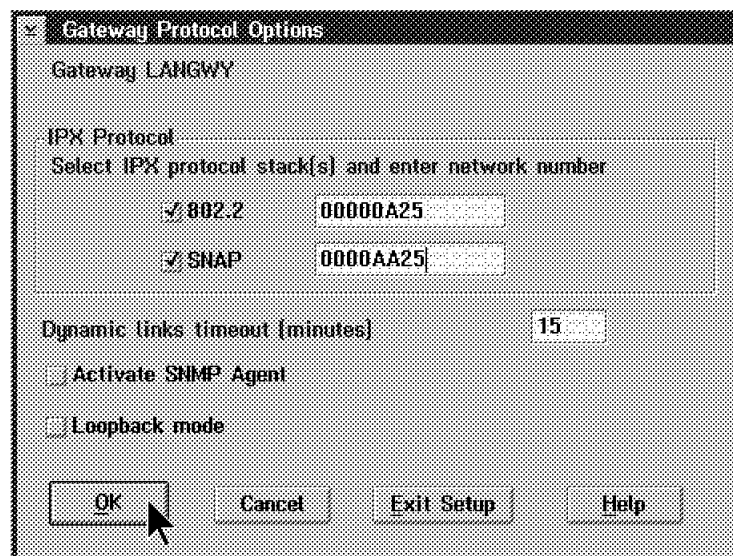 Gateway Protocol Options
Gateway LANGWY
IPX Protocol
Select IPX protocol stack(s) and enter network number
802.2 00000A25
SNAP 0000AA25
Dynamic links timeout (minutes) 15
Activate SNMP Agent
Loopback mode
OK Cancel Exit Setup Help